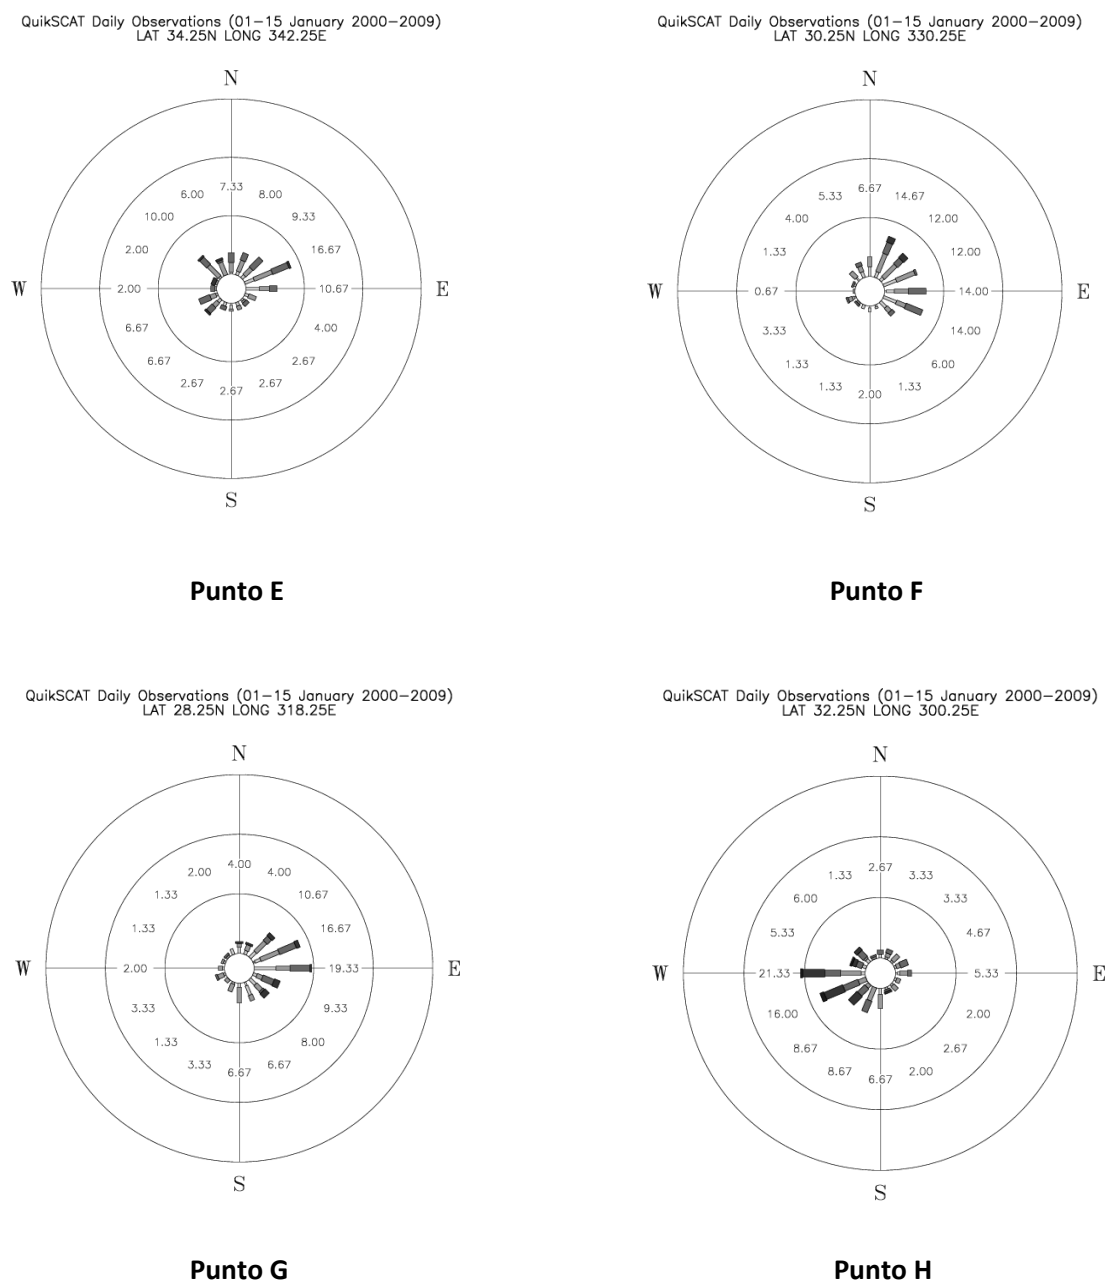 QuikSCAT Daily Observations (01-15 January 2000-2009)
LAT 34.25N LONG 342.25E
N
7.33
6.00 8.00
10.00 9.33
2.00 16.67
W 2.00 10.67 E
6.67 4.00
6.67 2.67
2.67 2.67
2.67
S
Punto E
QuikSCAT Daily Observations (01-15 January 2000-2009)
LAT 30.25N LONG 330.25E
N
6.67
5.33 14.67
4.00 12.00
1.33 12.00
W 0.67 14.00 E
3.33 14.00
1.33 6.00
1.33 1.33
2.00
S
Punto F
QuikSCAT Daily Observations (01-15 January 2000-2009)
LAT 28.25N LONG 318.25E
N
4.00
2.00 4.00
1.33 10.67
1.33 16.67
W 2.00 19.33 E
3.33 9.33
1.33 8.00
3.33 6.67
6.67
S
Punto G
QuikSCAT Daily Observations (01-15 January 2000-2009)
LAT 32.25N LONG 300.25E
N
2.67
1.33 3.33
6.00 3.33
5.33 4.67
W 21.33 5.33 E
16.00 2.00
8.67 2.67
8.67 2.00
6.67
S
Punto H